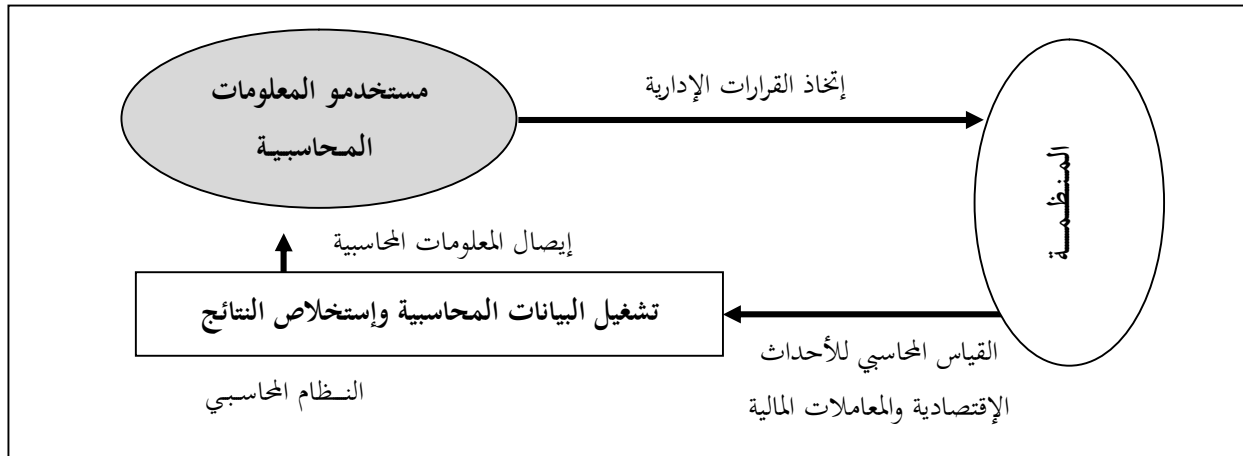 مستخدمو المعلومات
المحاسبية
إتخاذ القرارات الإدارية
المنظمة
إيصال المعلومات المحاسبية
تشغيل البيانات المحاسبية وإستخلاص النتائج
القياس المحاسبي للأحداث
الإقتصادية والمعاملات المالية
النظام المحاسبي